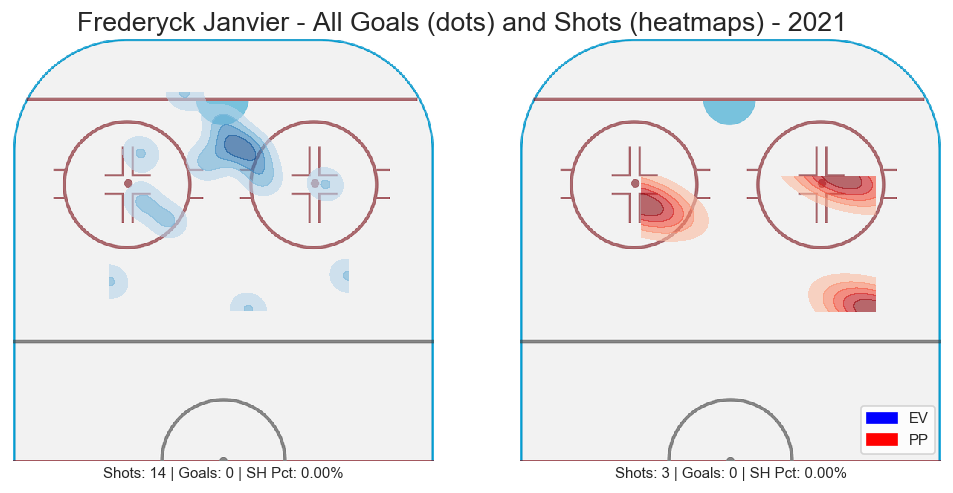 Frederyck Janvier - All Goals (dots) and Shots (heatmaps) - 2021
EV
PP
Shots: 14 | Goals: 0 | SH Pct: 0.00%
Shots: 3 | Goals: 0 | SH Pct: 0.00%